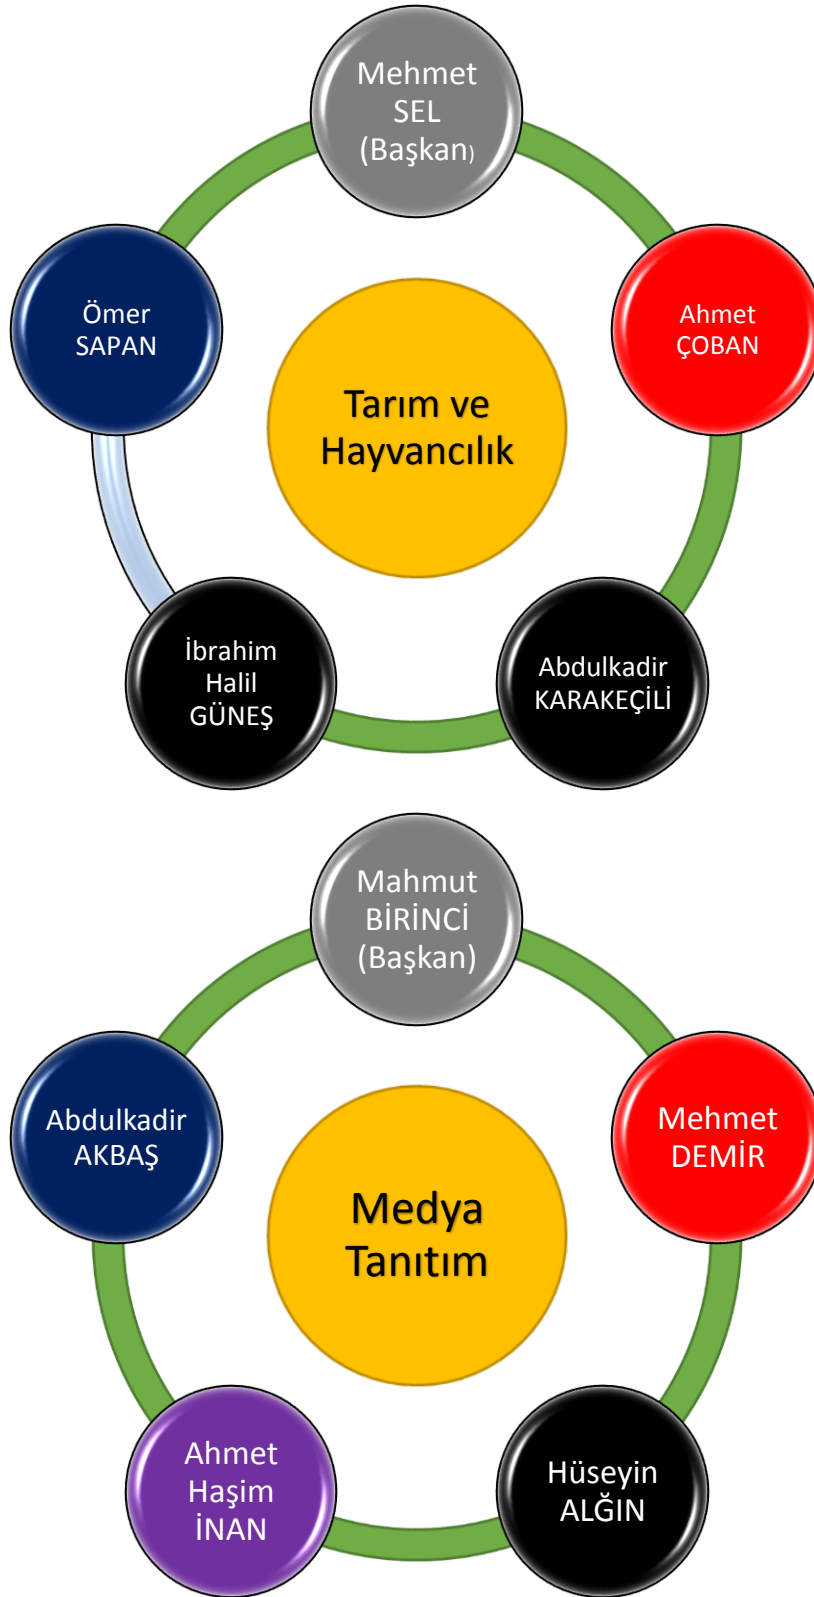 Mehmet
SEL
(Başkan)
Ömer
SAPAN
Ahmet
ÇOBAN
Tarım ve
Hayvancılık
İbrahim
Halil
GÜNEŞ
Abdulkadir
KARAKEÇİLİ
Mahmut
BİRİNCİ
(Başkan)
Abdulkadir
AKBAŞ
Mehmet
DEMİR
Medya
Tanıtım
Ahmet
Haşim
İNAN
Hüseyin
ALĞIN